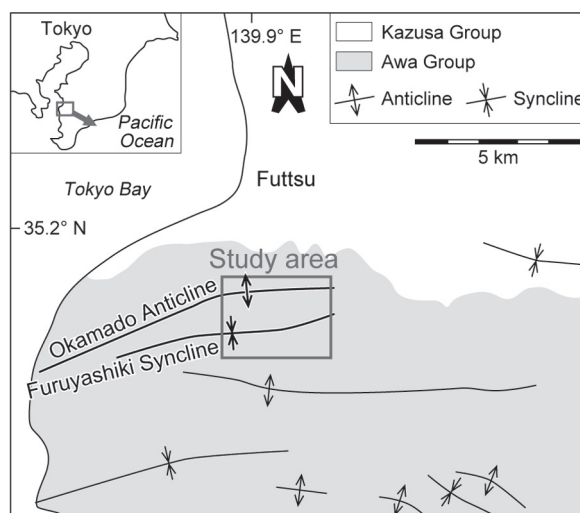 Tokyo
Pacific
Ocean
139.9° E
N
Kazusa Group
Awa Group
Anticline
Syncline
5 km
Tokyo Bay
Futtsu
35.2° N
Study area
Okamado Anticline
Furuyashiki Syncline